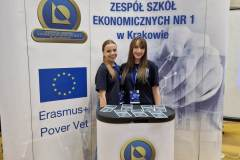 ZESPÓŁ SZKÓŁ
EKONOMICZNYCH NR 1
w Krakowie
Erasmus+
Pover Vet